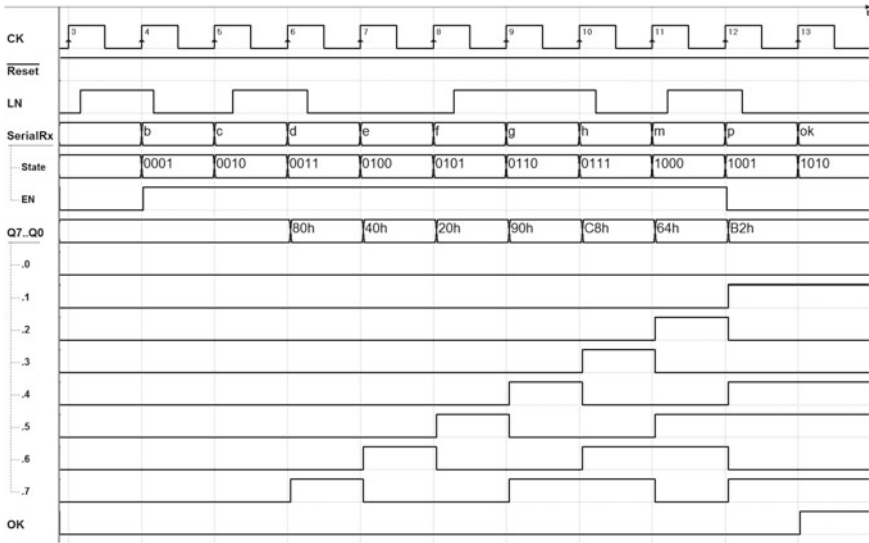 t
CK 3 4 5 6 7 8 9 10 11 12 13
Reset
LN
SerialRx b c d e f g h m p ok
State 0001 0010 0011 0100 0101 0110 0111 1000 1001 1010
EN
Q7..Q0 80h 40h 20h 90h C8h 64h B2h
.0
.1
.2
.3
.4
.5
.6
.7
OK